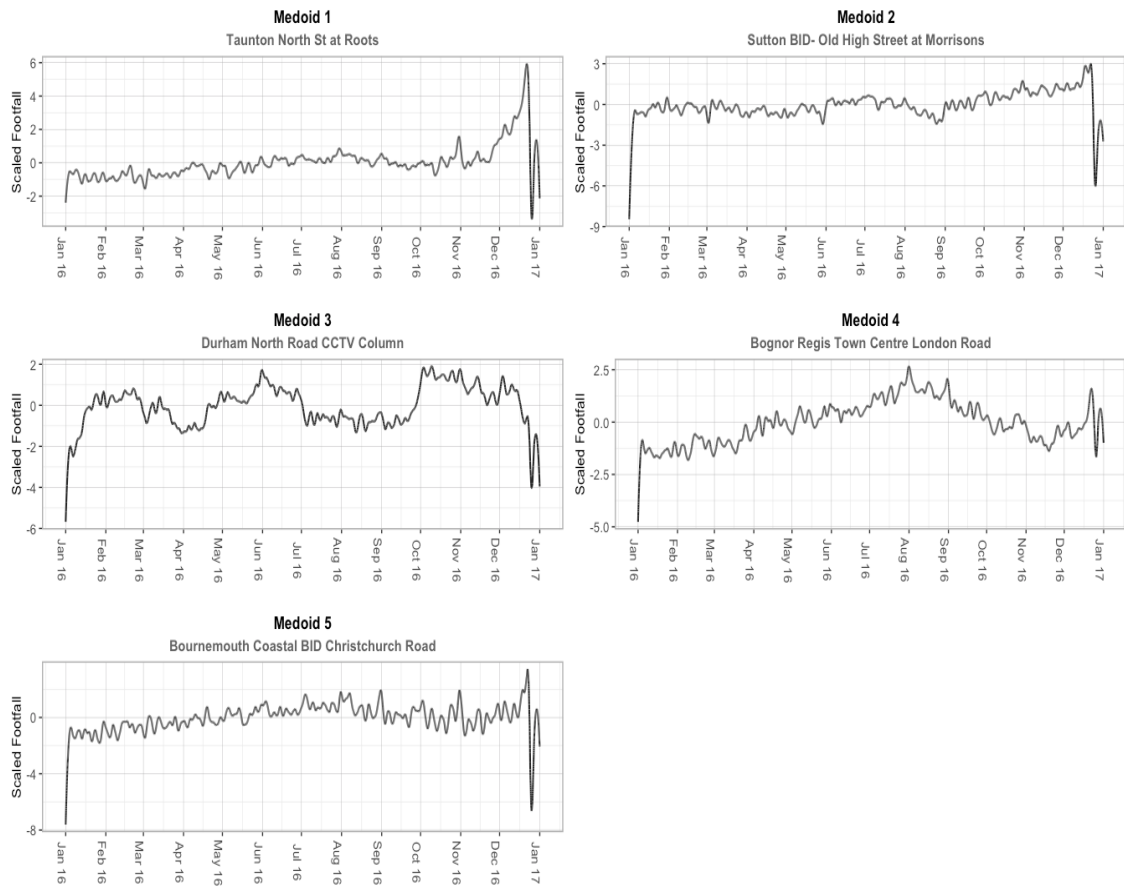 Medoid 1
Taunton North St at Roots
Scaled Footfall
6
4
2
0
-2
Jan 16
Feb 16
Mar 16
Apr 16
May 16
Jun 16
Jul 16
Aug 16
Sep 16
Oct 16
Nov 16
Dec 16
Jan 17
Medoid 2
Sutton BID- Old High Street at Morrisons
Scaled Footfall
3
0
-3
-6
-9
Jan 16
Feb 16
Mar 16
Apr 16
May 16
Jun 16
Jul 16
Aug 16
Sep 16
Oct 16
Nov 16
Dec 16
Jan 17
Medoid 3
Durham North Road CCTV Column
Scaled Footfall
2
0
-2
-4
-6
Jan 16
Feb 16
Mar 16
Apr 16
May 16
Jun 16
Jul 16
Aug 16
Sep 16
Oct 16
Nov 16
Dec 16
Jan 17
Medoid 4
Bognor Regis Town Centre London Road
Scaled Footfall
2.5
0.0
-2.5
-5.0
Jan 16
Feb 16
Mar 16
Apr 16
May 16
Jun 16
Jul 16
Aug 16
Sep 16
Oct 16
Nov 16
Dec 16
Jan 17
Medoid 5
Bournemouth Coastal BID Christchurch Road
Scaled Footfall
0
-4
-8
Jan 16
Feb 16
Mar 16
Apr 16
May 16
Jun 16
Jul 16
Aug 16
Sep 16
Oct 16
Nov 16
Dec 16
Jan 17